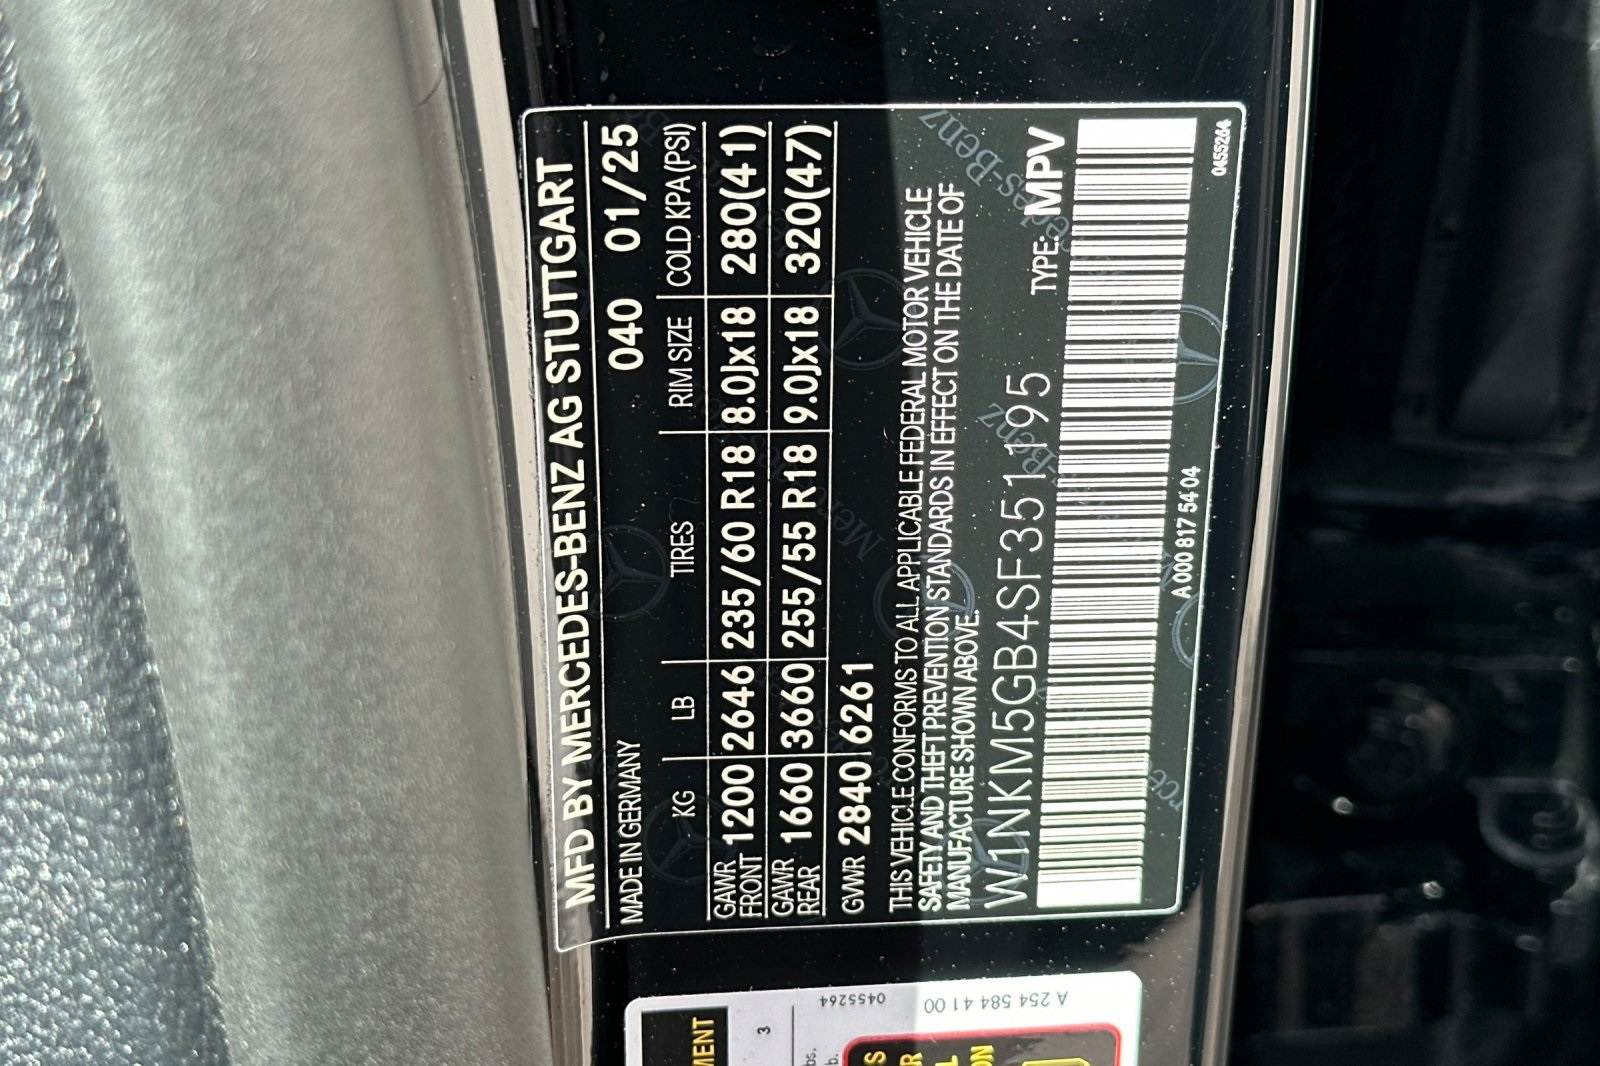 MFD BY MERCEDES-BENZ AG STUTTGART
MADE IN GERMANY 040 01/25
KG LB TIRES RIM SIZE COLD KPA(PSI)
GAWR FRONT 1200 2646 235/60 R18 8.0Jx18 280(41)
GAWR REAR 1660 3660 255/55 R18 9.0Jx18 320(47)
GVWR 2840 6261
THIS VEHICLE CONFORMS TO ALL APPLICABLE FEDERAL MOTOR VEHICLE
SAFETY AND THEFT PREVENTION STANDARDS IN EFFECT ON THE DATE OF
MANUFACTURE SHOWN ABOVE.
W1NKM5GB4SF351195 TYPE: MPV
A 000 817 54 04
0455264
Mercedes-Benz
0455264
A 254 584 41 00
3